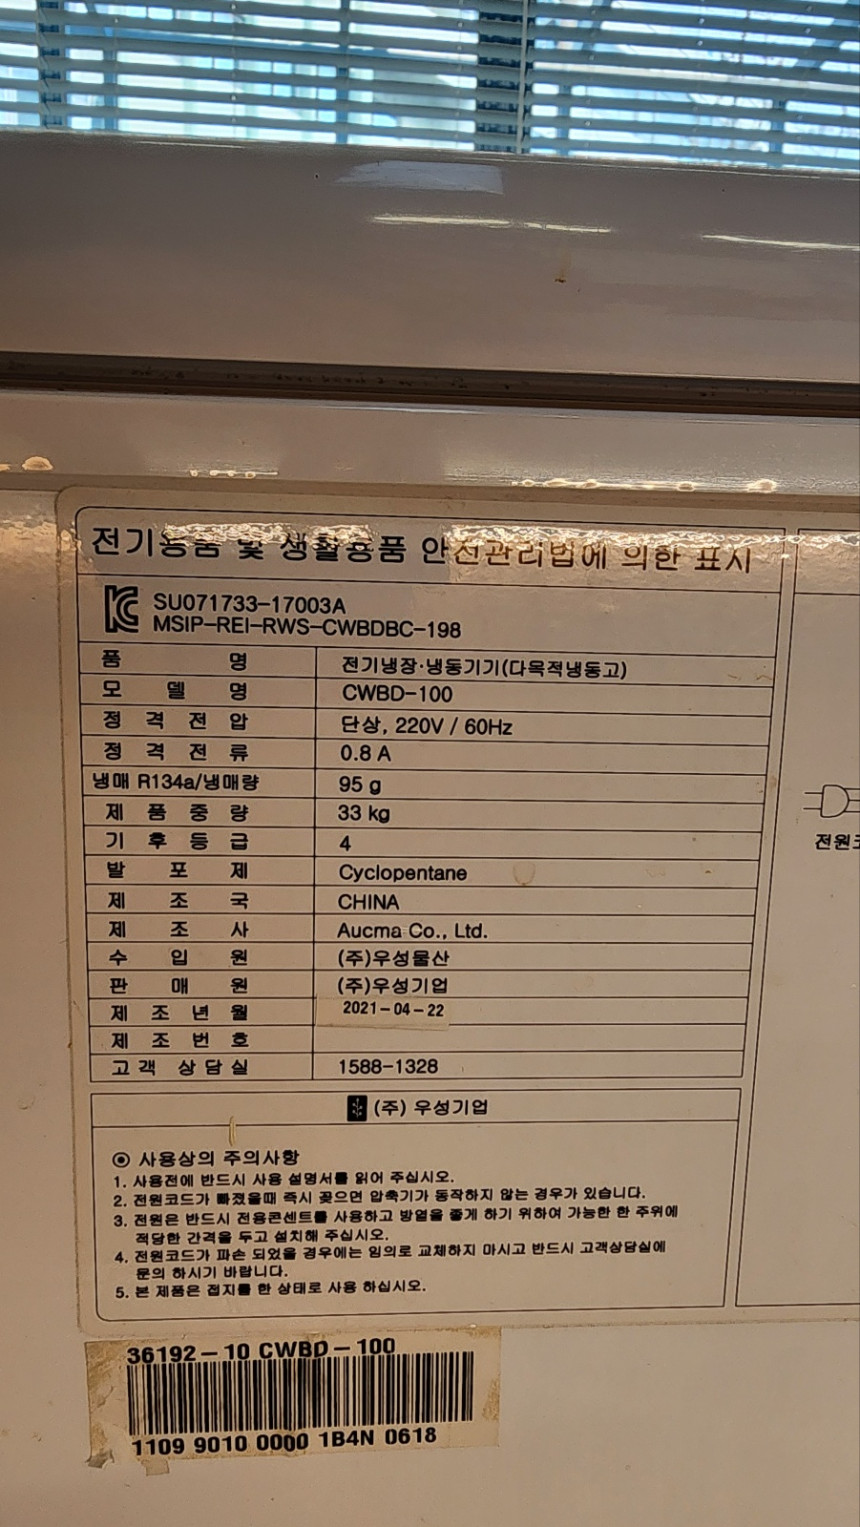 전기용품 및 생활용품 안전관리법에 의한 표시
SU071733-17003A
MSIP-REI-RWS-CWBDBC-198
품 명 전기냉장·냉동기기(다목적냉동고)
모 델 명 CWBD-100
정 격 전 압 단상, 220V / 60Hz
정 격 전 류 0.8 A
냉매 R134a/냉매량 95 g
제 품 중 량 33 kg
기 후 등 급 4
발 포 제 Cyclopentane
제 조 국 CHINA
제 조 사 Aucma Co., Ltd.
수 입 원 (주)우성물산
판 매 원 (주)우성기업
제 조 년 월 2021-04-22
제 조 번 호
고 객 상 담 실 1588-1328
(주) 우성기업
◉ 사용상의 주의사항
1. 사용전에 반드시 사용 설명서를 읽어 주십시오.
2. 전원코드가 빠졌을때 즉시 꽂으면 압축기가 동작하지 않는 경우가 있습니다.
3. 전원은 반드시 전용콘센트를 사용하고 방열을 좋게 하기 위하여 가능한 한 주위에
적당한 간격을 두고 설치해 주십시오.
4. 전원코드가 파손 되었을 경우에는 임의로 교체하지 마시고 반드시 고객상담실에
문의 하시기 바랍니다.
5. 본 제품은 접지를 한 상태로 사용 하십시오.
전원코
36192-10 CWBD-100
1109 9010 0000 1B4N 0618